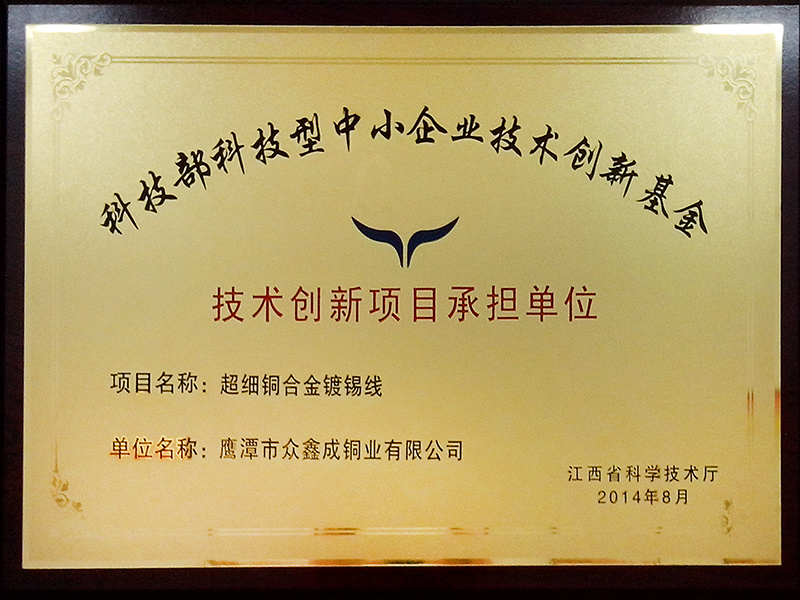 科技部科技型中小企业技术创新基金
技术创新项目承担单位
项目名称：超细铜合金镀锡线
单位名称：鹰潭市众鑫成铜业有限公司
江西省科学技术厅
2014年8月